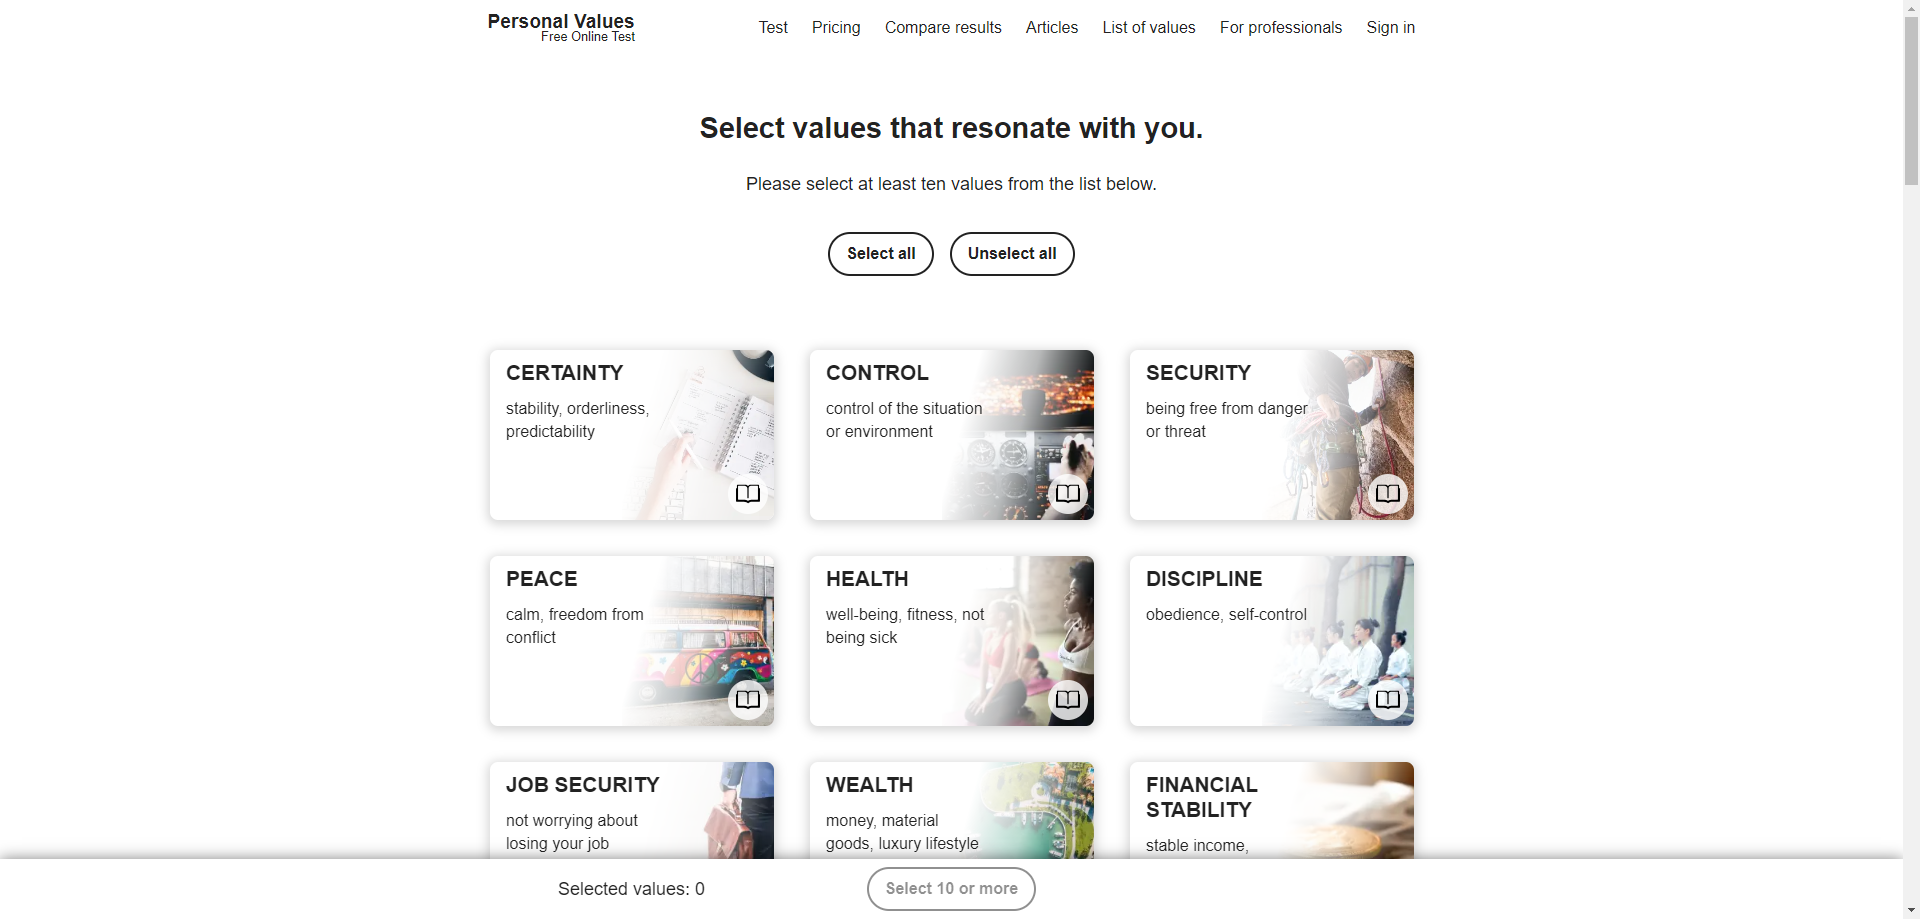 Personal Values
Free Online Test
Test
Pricing
Compare results
Articles
List of values
For professionals
Sign in
Select values that resonate with you.
Please select at least ten values from the list below.
Select all
Unselect all
CERTAINTY
stability, orderliness,
predictability
CONTROL
control of the situation
or environment
SECURITY
being free from danger
or threat
PEACE
calm, freedom from
conflict
HEALTH
well-being, fitness, not
being sick
DISCIPLINE
obedience, self-control
JOB SECURITY
not worrying about
losing your job
WEALTH
money, material
goods, luxury lifestyle
FINANCIAL
STABILITY
stable income,
Selected values: 0
Select 10 or more